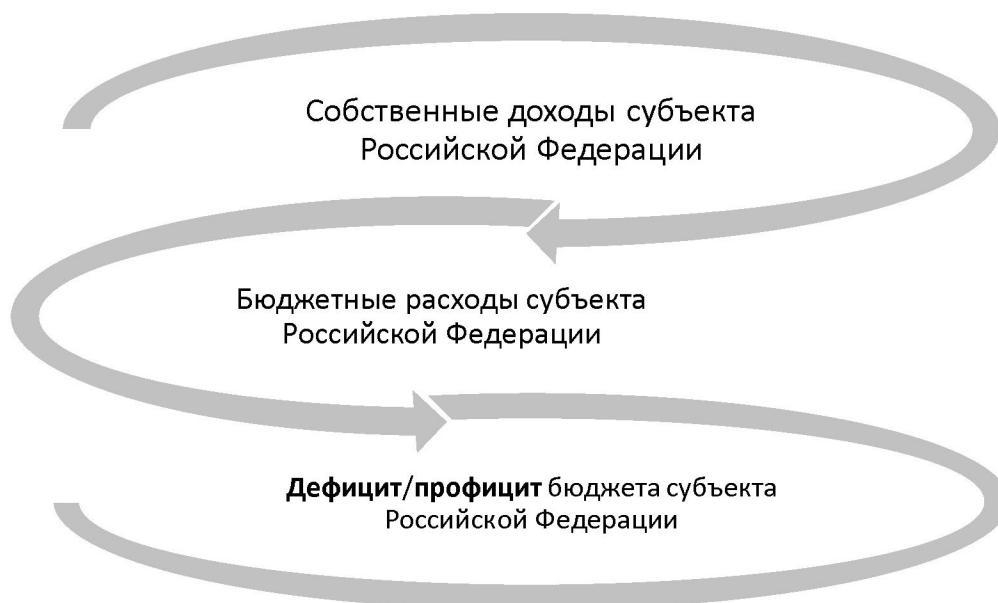 Собственные доходы субъекта
Российской Федерации
Бюджетные расходы субъекта
Российской Федерации
Дефицит/профицит бюджета субъекта
Российской Федерации